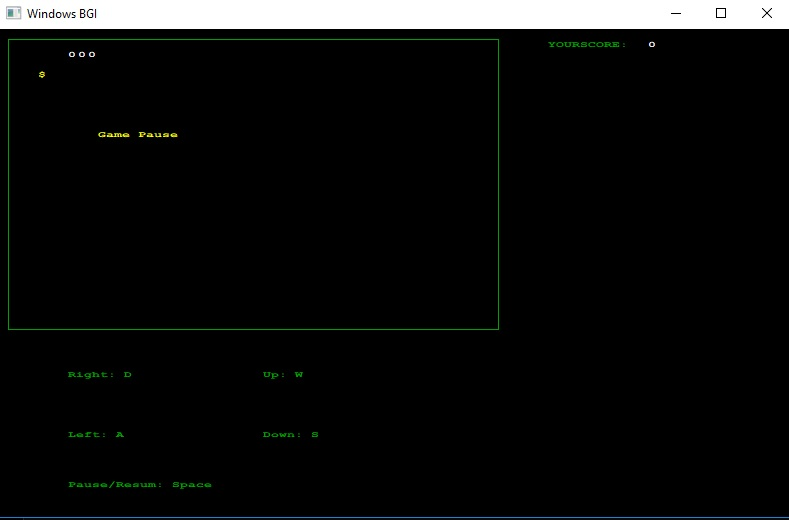 Windows BGI
YOURSCORE: 0
ooo
$
Game Pause
Right: D Up: W
Left: A Down: S
Pause/Resum: Space